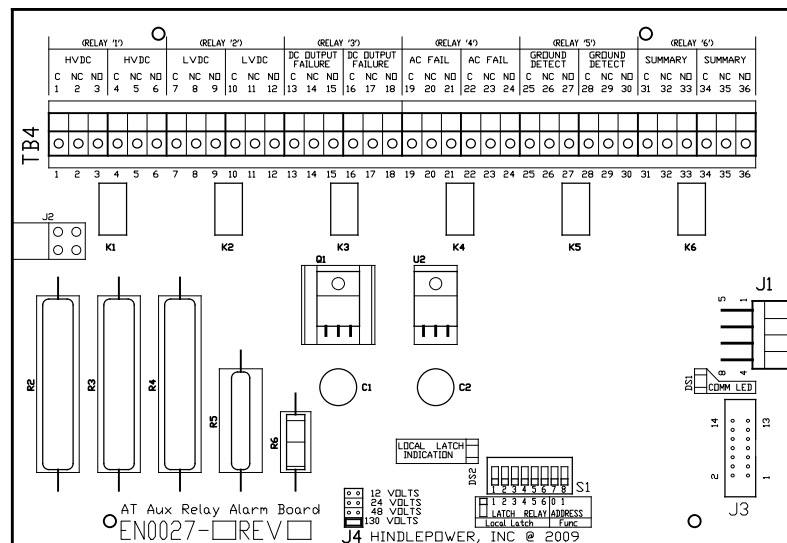 (RELAY '1') (RELAY '2') (RELAY '3') (RELAY '4') (RELAY '5') (RELAY '6')
HVDC HVDC LVDC LVDC DC OUTPUT FAILURE DC OUTPUT FAILURE AC FAIL AC FAIL GROUND DETECT GROUND DETECT SUMMARY SUMMARY
C NC NO C NC NO C NC NO C NC NO C NC NO C NC NO C NC NO C NC NO C NC NO C NC NO C NC NO C NC NO
1 2 3 4 5 6 7 8 9 10 11 12 13 14 15 16 17 18 19 20 21 22 23 24 25 26 27 28 29 30 31 32 33 34 35 36
TB4
1 2 3 4 5 6 7 8 9 10 11 12 13 14 15 16 17 18 19 20 21 22 23 24 25 26 27 28 29 30 31 32 33 34 35 36
J2
K1 K2 K3 K4 K5 K6
Q1 U2
J1
5 1
8 4
DS1
COMM LED
R2 R3 R4 R5 R6
C1 C2
14 13
2 1
J3
LOCAL LATCH
INDICATION
DS2
1 2 3 4 5 6 7 8
S1
1 2 3 4 5 6 0 1
LATCH RELAY ADDRESS
Local Latch Func
12 VOLTS
24 VOLTS
48 VOLTS
130 VOLTS
AT Aux Relay Alarm Board
EN0027- REV
J4 HINDLEPOWER, INC @ 2009